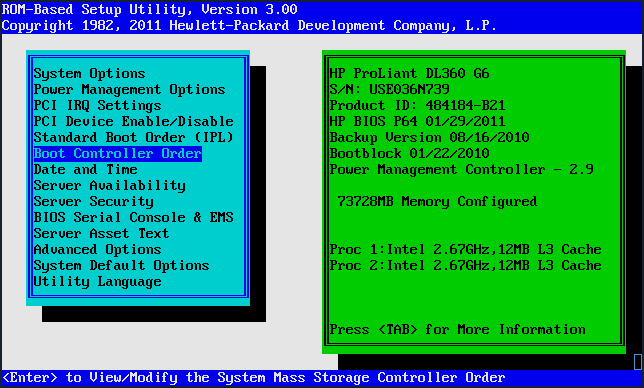 ROM-Based Setup Utility, Version 3.00
Copyright 1982, 2011 Hewlett-Packard Development Company, L.P.
System Options
Power Management Options
PCI IRQ Settings
PCI Device Enable/Disable
Standard Boot Order (IPL)
Boot Controller Order
Date and Time
Server Availability
Server Security
BIOS Serial Console & EMS
Server Asset Text
Advanced Options
System Default Options
Utility Language
HP ProLiant DL360 G6
S/N: USE036N739
Product ID: 484184-B21
HP BIOS P64 01/29/2011
Backup Version 08/16/2010
Bootblock 01/22/2010
Power Management Controller - 2.9
73728MB Memory Configured
Proc 1:Intel 2.67GHz,12MB L3 Cache
Proc 2:Intel 2.67GHz,12MB L3 Cache
Press <TAB> for More Information
<Enter> to View/Modify the System Mass Storage Controller Order